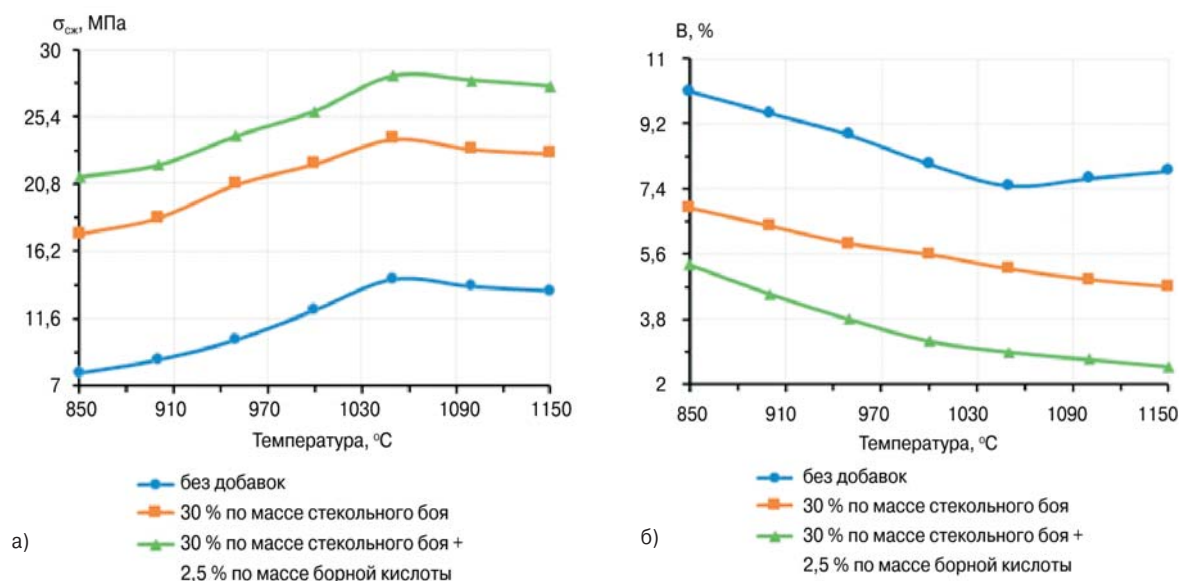 σсж, МПа
30
25,4
20,8
16,2
11,6
7
850 910 970 1030 1090 1150
Температура, °С
без добавок
30 % по массе стекольного боя
30 % по массе стекольного боя +
2,5 % по массе борной кислоты
а)
В, %
11
9,2
7,4
5,6
3,8
2
850 910 970 1030 1090 1150
Температура, °С
без добавок
30 % по массе стекольного боя
30 % по массе стекольного боя +
2,5 % по массе борной кислоты
б)